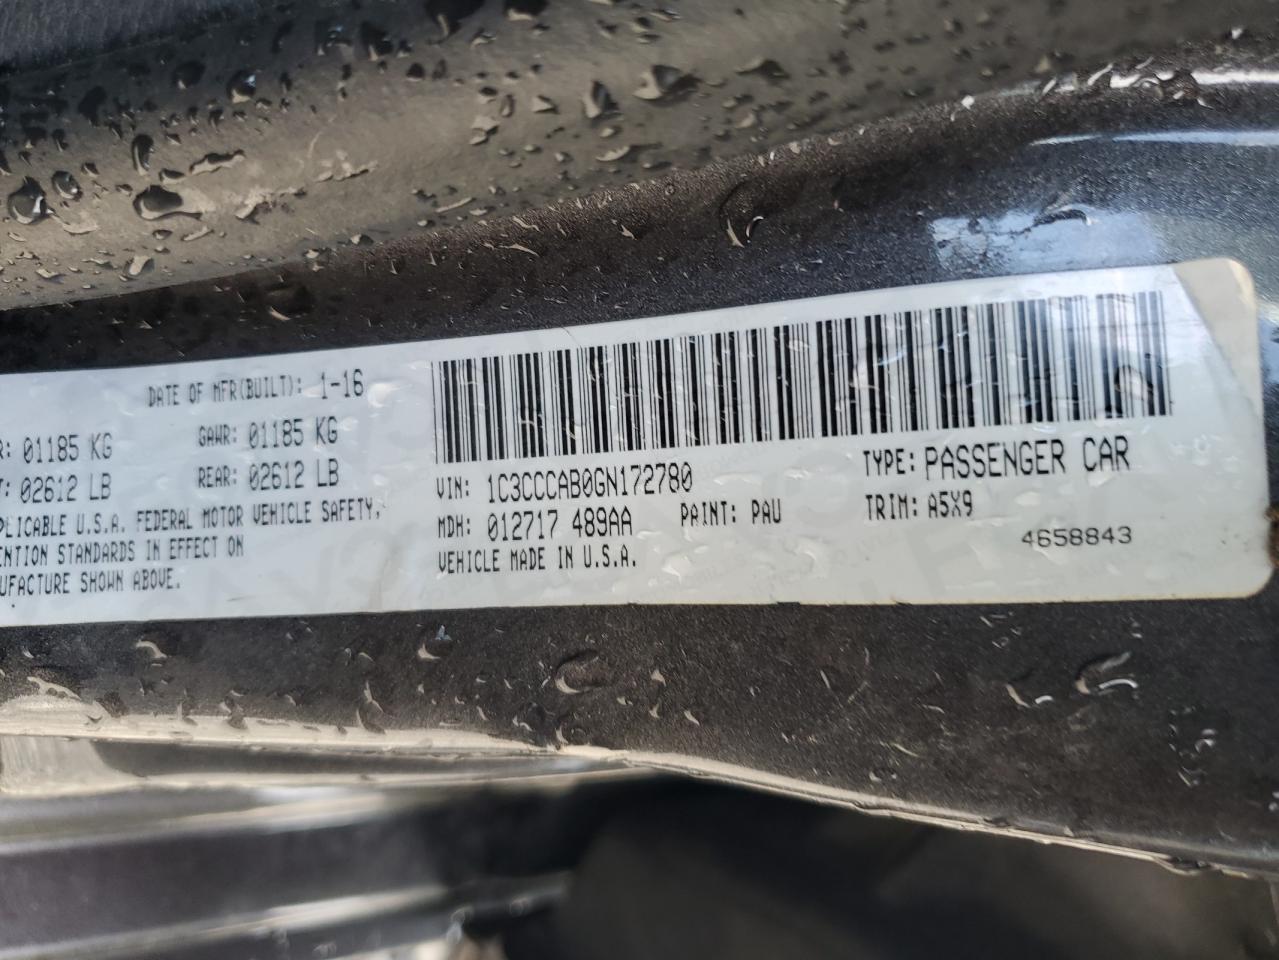 DATE OF MFR(BUILT): 1-16
R: 01185 KG GAWR: 01185 KG
T: 02612 LB REAR: 02612 LB
PLICABLE U.S.A. FEDERAL MOTOR VEHICLE SAFETY,
ENTION STANDARDS IN EFFECT ON
UFACTURE SHOWN ABOVE.
VIN: 1C3CCCAB0GN172780 TYPE: PASSENGER CAR
MDH: 012717 489AA PAINT: PAU TRIM: A5X9
VEHICLE MADE IN U.S.A.
4658843